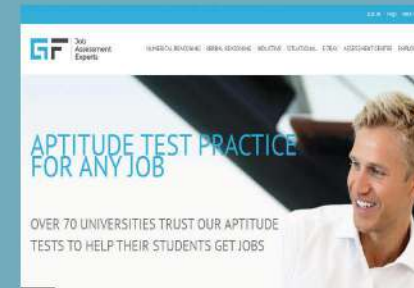 Job
Assessment
Experts
GF
NUMERICAL REASONING VERBAL REASONING INDUCTIVE SITUATIONAL E-TRAY ASSESSMENT CENTRE
APTITUDE TEST PRACTICE
FOR ANY JOB
OVER 70 UNIVERSITIES TRUST OUR APTITUDE
TESTS TO HELP THEIR STUDENTS GET JOBS